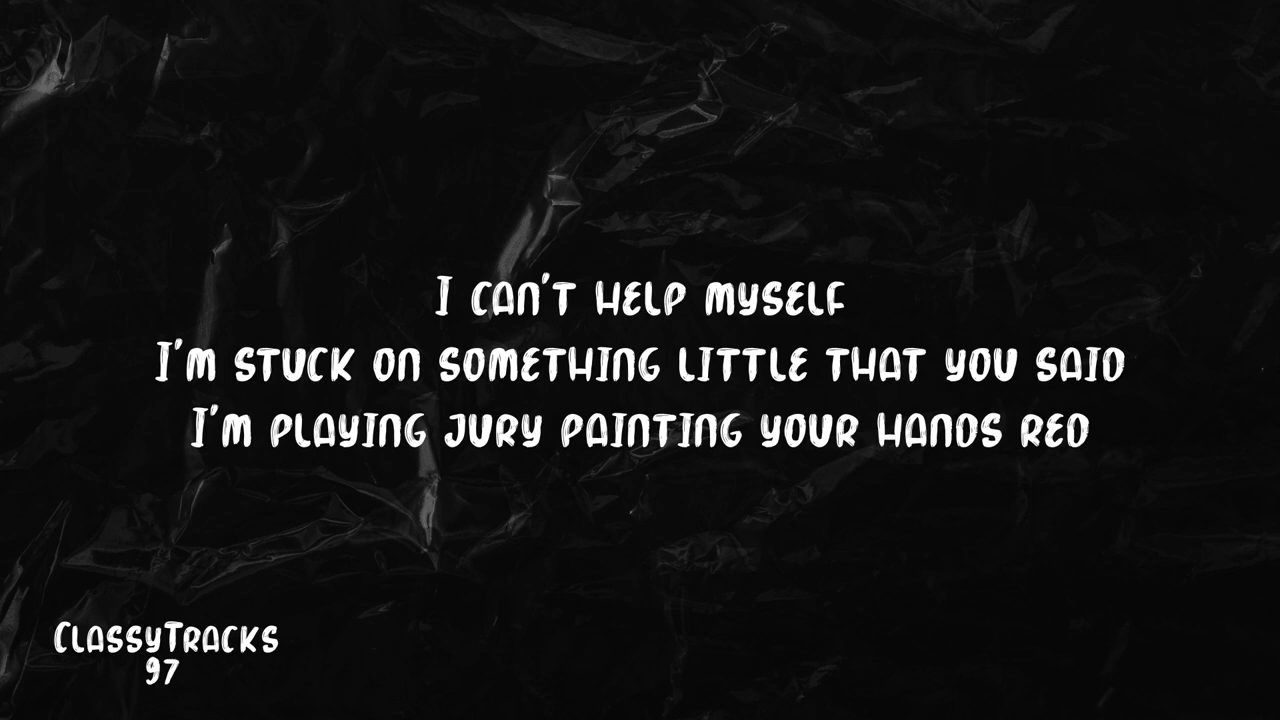 I CAN'T HELP MYSELF
I'M STUCK ON SOMETHING LITTLE THAT YOU SAID
I'M PLAYING JURY PAINTING YOUR HANDS RED
CLASSYTRACKS
97